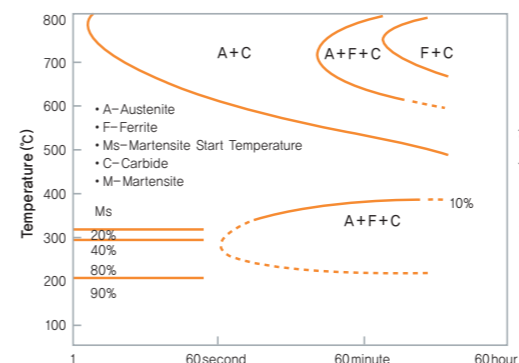 800
700
600
500
400
300
200
100
Temperature (℃)
A+C
A+F+C
F+C
• A-Austenite
• F-Ferrite
• Ms-Martensite Start Temperature
• C-Carbide
• M-Martensite
Ms
20%
40%
80%
90%
10%
A+F+C
1
60second
60minute
60hour